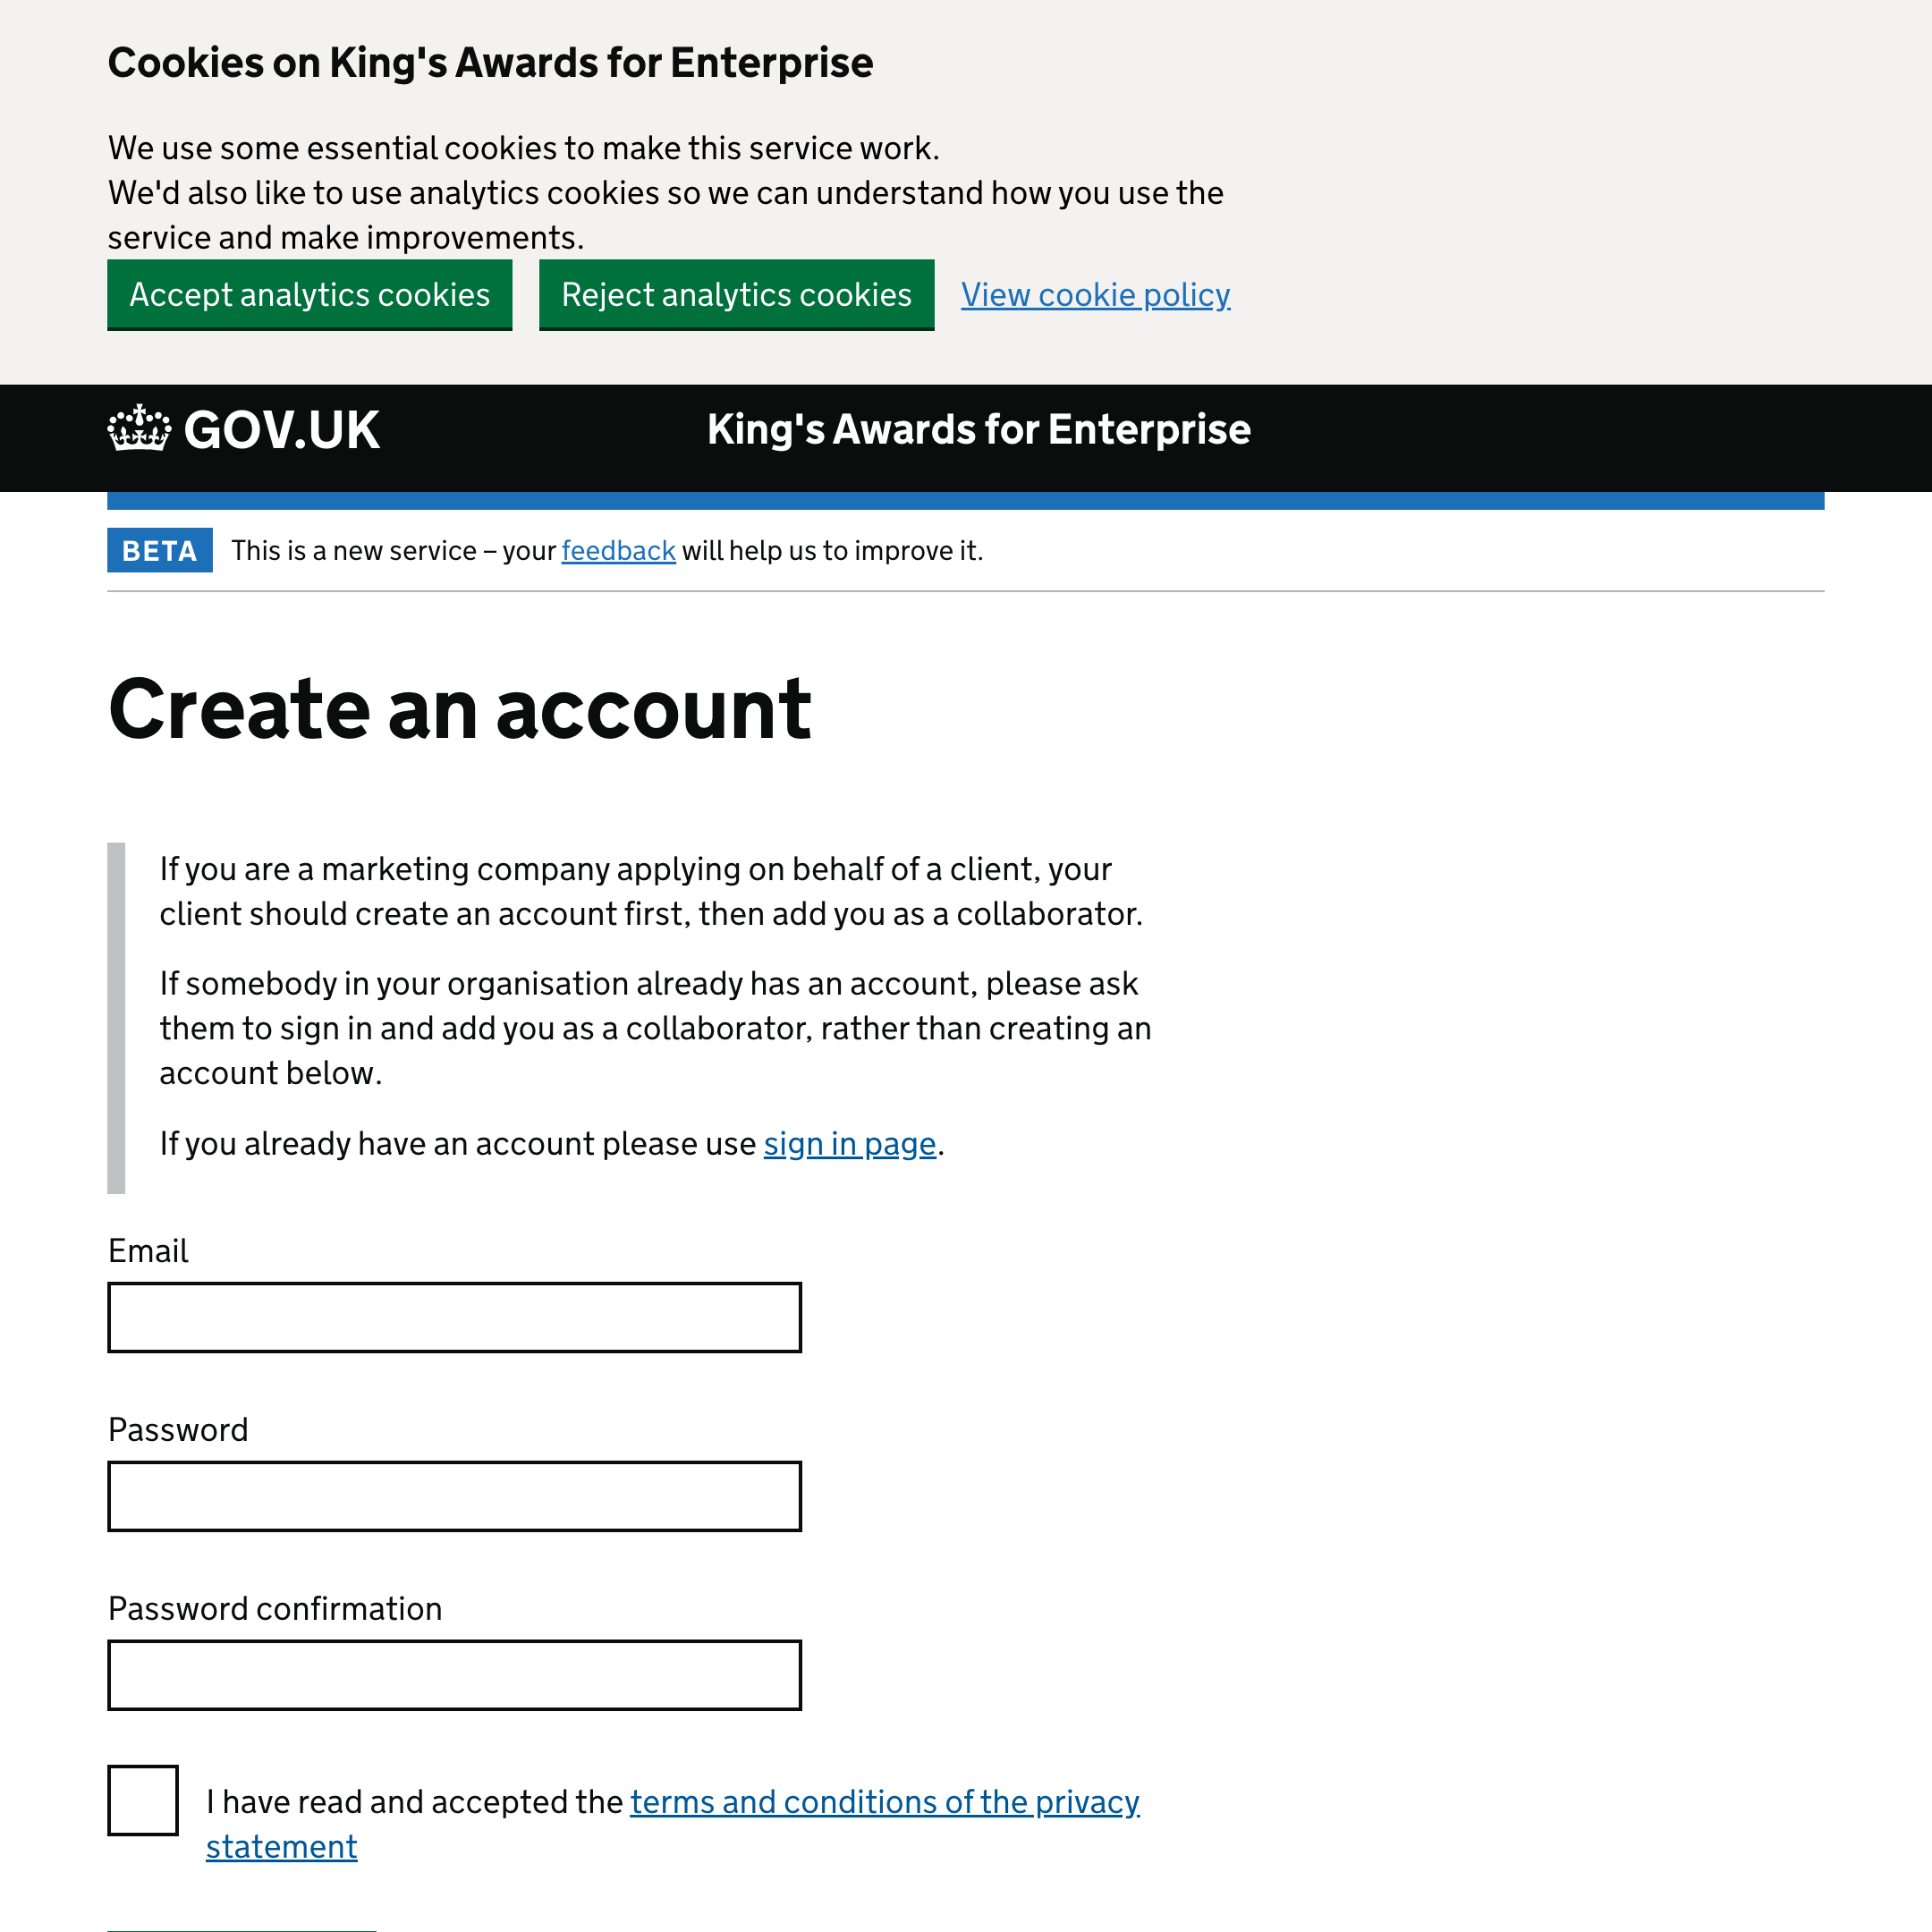 Cookies on King's Awards for Enterprise
We use some essential cookies to make this service work.
We'd also like to use analytics cookies so we can understand how you use the
service and make improvements.
Accept analytics cookies
Reject analytics cookies
View cookie policy
GOV.UK
King's Awards for Enterprise
BETA
This is a new service – your feedback will help us to improve it.
Create an account
If you are a marketing company applying on behalf of a client, your
client should create an account first, then add you as a collaborator.
If somebody in your organisation already has an account, please ask
them to sign in and add you as a collaborator, rather than creating an
account below.
If you already have an account please use sign in page.
Email
Password
Password confirmation
I have read and accepted the terms and conditions of the privacy
statement